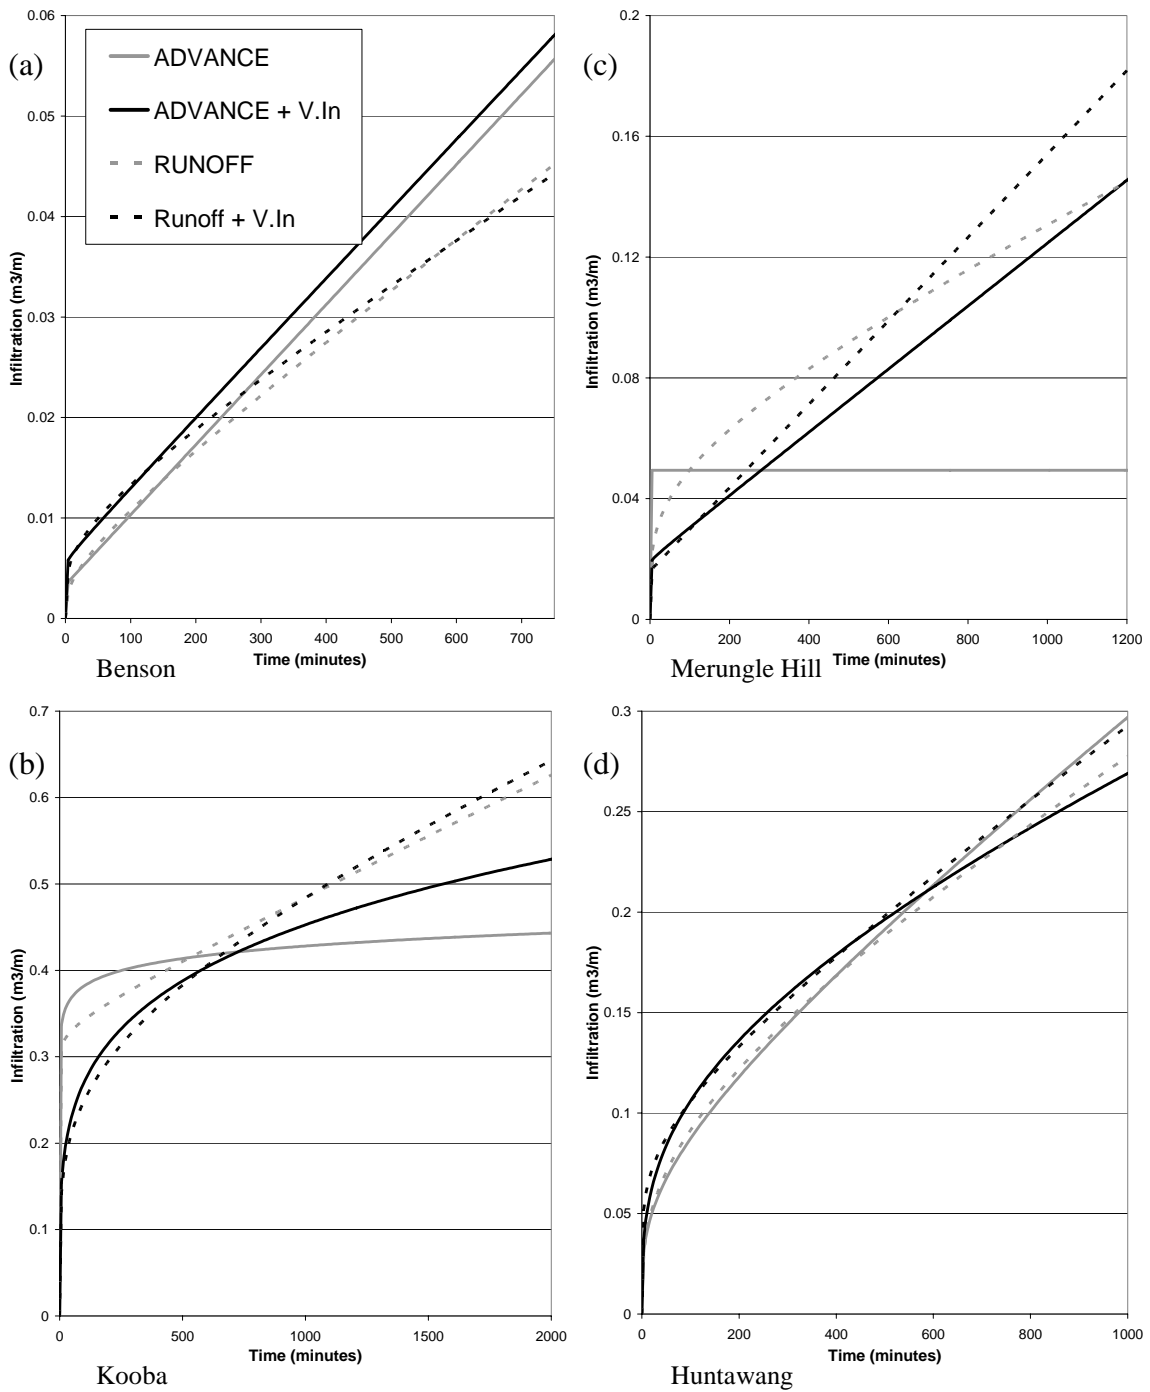 (a)
0.06
0.05
0.04
0.03
0.02
0.01
0
Infiltration (m3/m)
ADVANCE
ADVANCE + V.In
RUNOFF
Runoff + V.In
0 100 200 300 400 500 600 700
Time (minutes)
Benson
(c)
0.2
0.16
0.12
0.08
0.04
0
Infiltration (m3/m)
0 200 400 600 800 1000 1200
Time (minutes)
Merungle Hill
(b)
0.7
0.6
0.5
0.4
0.3
0.2
0.1
0
Infiltration (m3/m)
0 500 1000 1500 2000
Time (minutes)
Kooba
(d)
0.3
0.25
0.2
0.15
0.1
0.05
0
Infiltration (m3/m)
0 200 400 600 800 1000
Time (minutes)
Huntawang